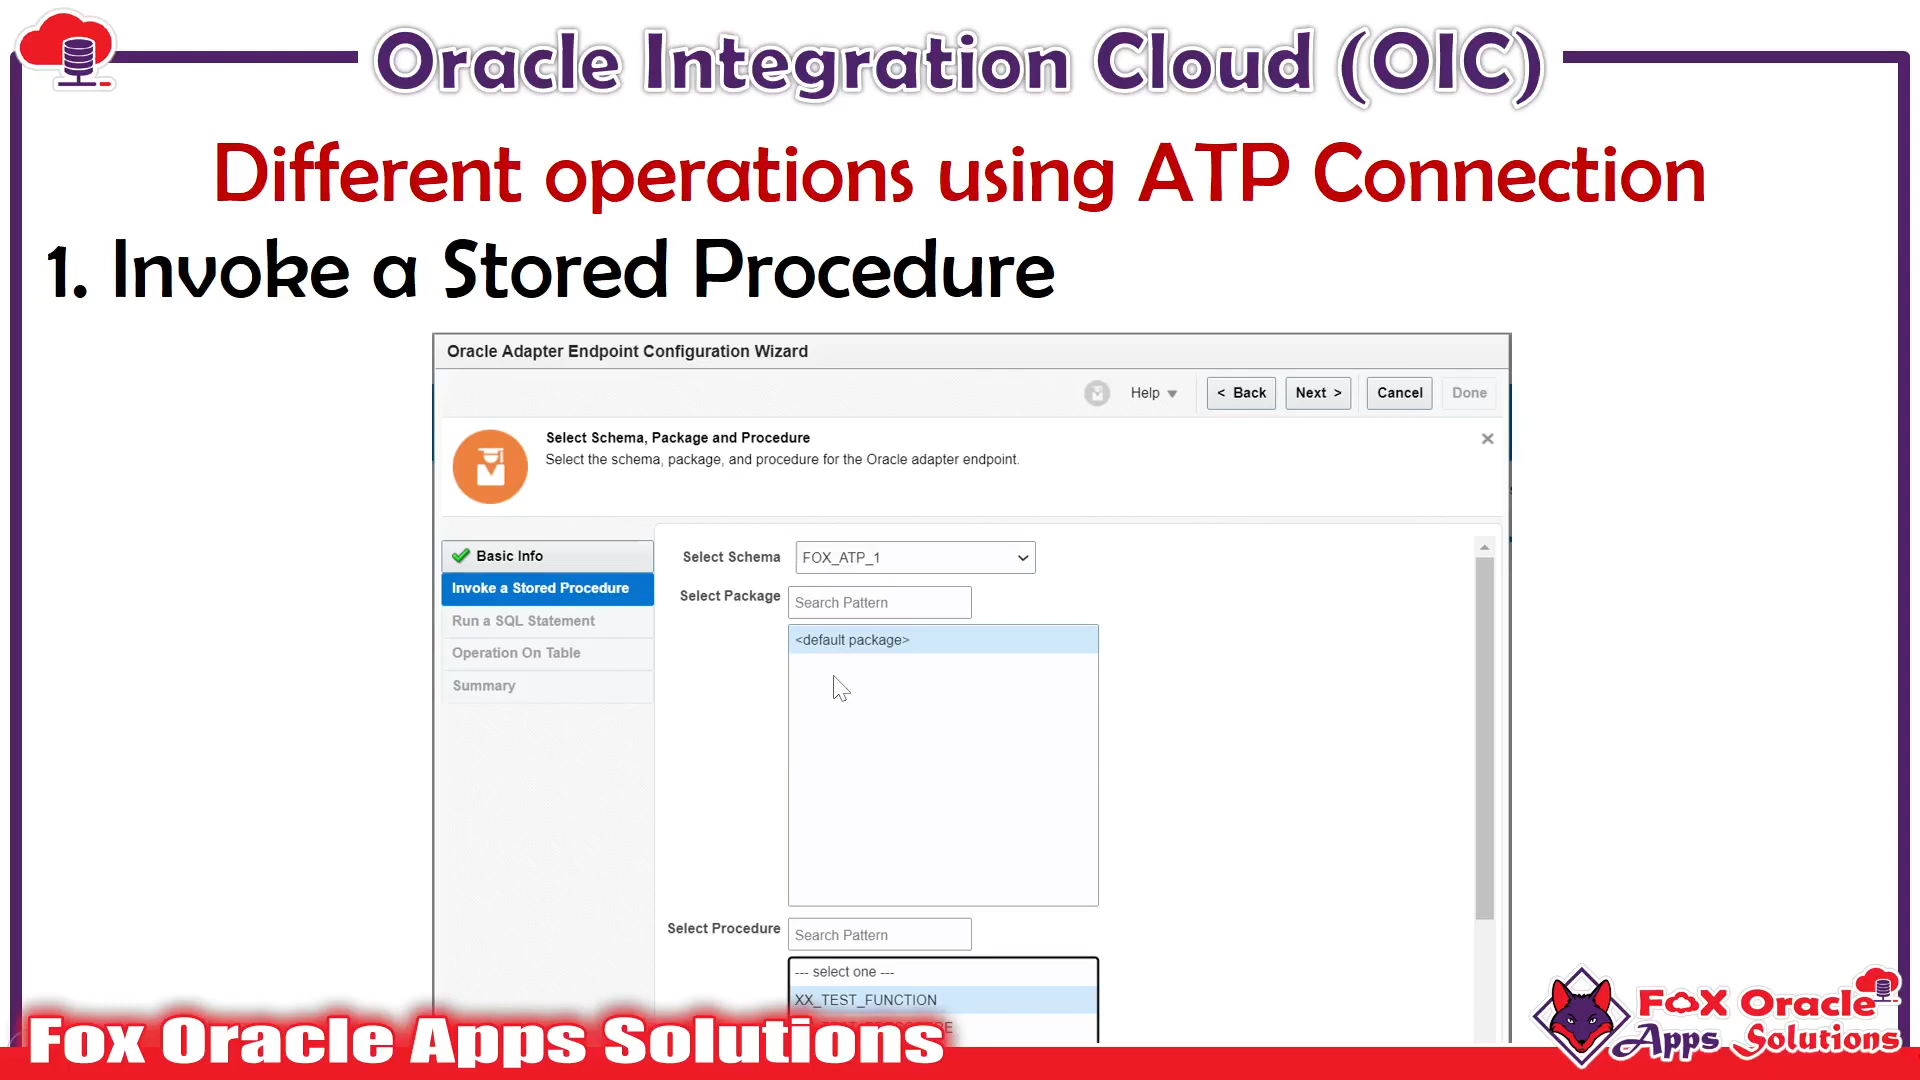 Oracle Integration Cloud (OIC)
Different operations using ATP Connection
1. Invoke a Stored Procedure
Oracle Adapter Endpoint Configuration Wizard
Help
< Back
Next >
Cancel
Done
Select Schema, Package and Procedure
Select the schema, package, and procedure for the Oracle adapter endpoint.
Basic Info
Invoke a Stored Procedure
Run a SQL Statement
Operation On Table
Summary
Select Schema
FOX_ATP_1
Select Package
Search Pattern
<default package>
Select Procedure
Search Pattern
--- select one ---
XX_TEST_FUNCTION
Fox Oracle Apps Solutions
Fox Oracle
Apps Solutions